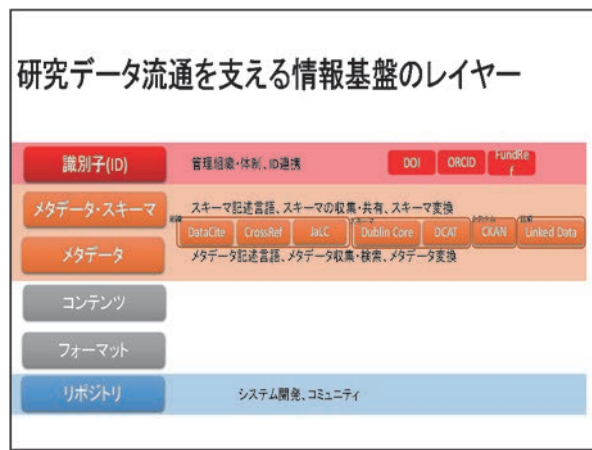 研究データ流通を支える情報基盤のレイヤー
識別子(ID)
管理組織・体制、ID連携
DOI
ORCID
FundRe
f
メタデータ・スキーマ
スキーマ記述言語、スキーマの収集・共有、スキーマ変換
DataCite
CrossRef
JaLC
Dublin Core
DCAT
CKAN
Linked Data
メタデータ
メタデータ記述言語、メタデータ収集・検索、メタデータ変換
コンテンツ
フォーマット
リポジトリ
システム開発、コミュニティ